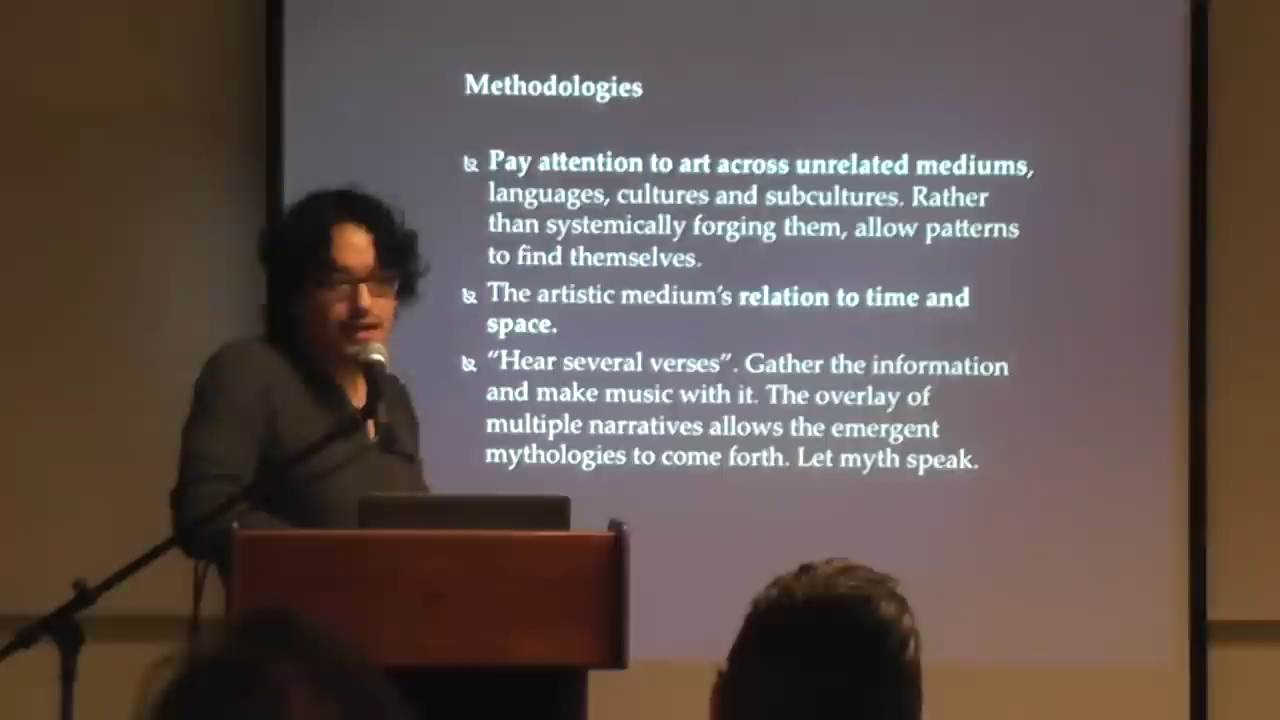 Methodologies
Pay attention to art across unrelated mediums,
languages, cultures and subcultures. Rather
than systemically forging them, allow patterns
to find themselves.
The artistic medium's relation to time and
space.
"Hear several verses". Gather the information
and make music with it. The overlay of
multiple narratives allows the emergent
mythologies to come forth. Let myth speak.